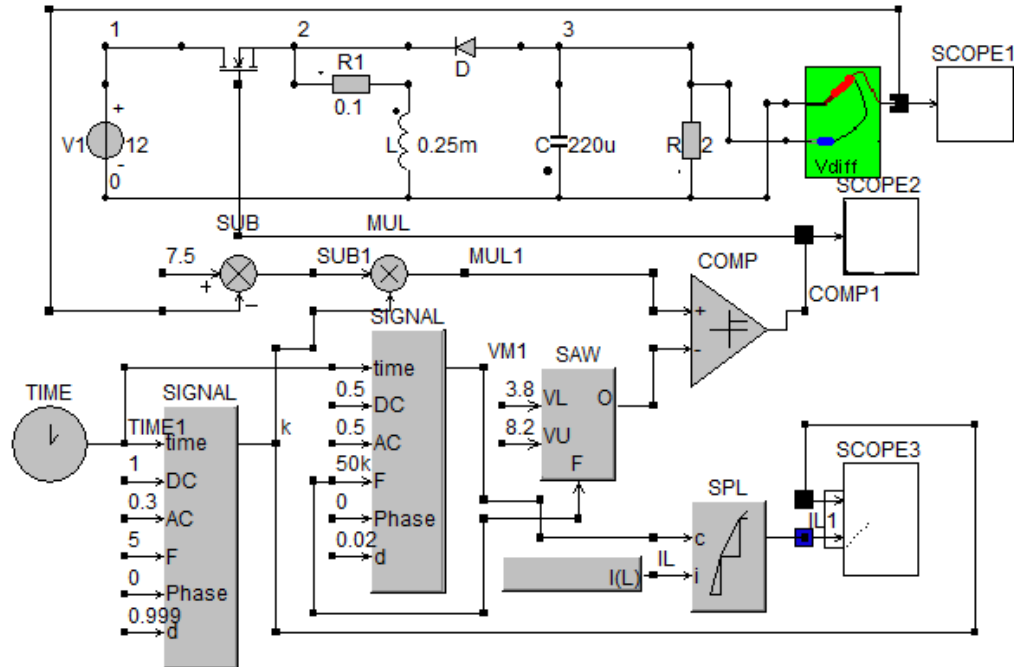 1
2
3
SCOPE1
R1
D
+
V1
12
-
0
0.1
L
0.25m
C
220u
R
2
Vdiff
SCOPE2
SUB
MUL
7.5
+
−
SUB1
MUL1
COMP
+
-
COMP1
SIGNAL
VM1
SAW
time
DC
AC
F
Phase
d
0.5
0.5
50k
0
0.02
3.8
8.2
VL
VU
O
F
TIME
TIME1
SIGNAL
k
time
DC
AC
F
Phase
d
1
0.3
5
0
0.999
SCOPE3
SPL
IL1
c
i
IL
I(L)